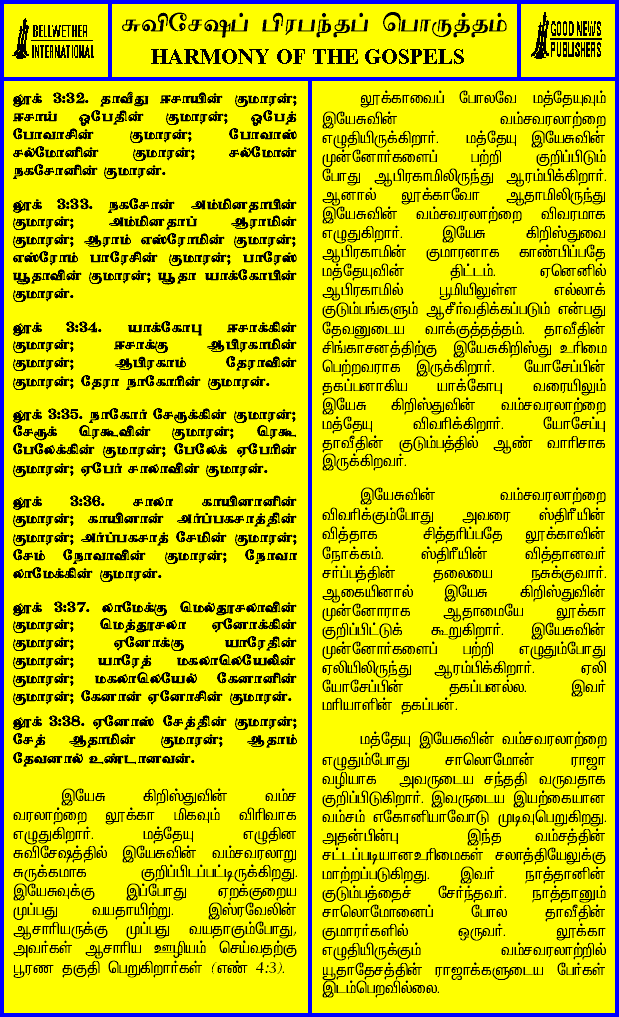 BELLWETHER
INTERNATIONAL
சுவிசேஷப் பிரபந்தப் பொருத்தம்
HARMONY OF THE GOSPELS
GOOD NEWS
PUBLISHERS
லூக் 3:32. தாவீது ஈசாயின் குமாரன்;
ஈசாய் ஓபேதின் குமாரன்; ஓபேத்
போவாசின் குமாரன்; போவாஸ்
சல்மோனின் குமாரன்; சல்மோன்
நகசோனின் குமாரன்.
லூக் 3:33. நகசோன் அம்மினதாபின்
குமாரன்; அம்மினதாப் ஆராமின்
குமாரன்; ஆராம் எஸ்ரோமின் குமாரன்;
எஸ்ரோம் பாரேசின் குமாரன்; பாரேஸ்
யூதாவின் குமாரன்; யூதா யாக்கோபின்
குமாரன்.
லூக் 3:34. யாக்கோபு ஈசாக்கின்
குமாரன்; ஈசாக்கு ஆபிரகாமின்
குமாரன்; ஆபிரகாம் தேராவின்
குமாரன்; தேரா நாகோரின் குமாரன்.
லூக் 3:35. நாகோர் சேருக்கின் குமாரன்;
சேரூக் ரெகூவின் குமாரன்; ரெகூ
பேலேக்கின் குமாரன்; பேலேக் ஏபேரின்
குமாரன்; ஏபேர் சாலாவின் குமாரன்.
லூக் 3:36. சாலா காயினானின்
குமாரன்; காயினான் அர்ப்பகசாத்தின்
குமாரன்; அர்ப்பகசாத் சேமின் குமாரன்;
சேம் நோவாவின் குமாரன்; நோவா
லாமேக்கின் குமாரன்.
லூக் 3:37. லாமேக்கு மெல்தூசலாவின்
குமாரன்; மெத்தூசலா ஏனோக்கின்
குமாரன்; ஏனோக்கு யாரேதின்
குமாரன்; யாரேத் மகலாலெயேலின்
குமாரன்; மகலாலெயேல் கேனானின்
குமாரன்; கேனான் ஏனோசின் குமாரன்.
லூக் 3:38. ஏனோஸ் சேத்தின் குமாரன்;
சேத் ஆதாமின் குமாரன்; ஆதாம்
தேவனால் உண்டானவன்.
இயேசு கிறிஸ்துவின் வம்ச
வரலாற்றை லூக்கா மிகவும் விரிவாக
எழுதுகிறார். மத்தேயு எழுதின
சுவிசேஷத்தில் இயேசுவின் வம்சவரலாறு
சுருக்கமாக குறிப்பிடப்பட்டிருக்கிறது.
இயேசுவுக்கு இப்போது ஏறக்குறைய
முப்பது வயதாயிற்று. இஸ்ரவேலின்
ஆசாரியருக்கு முப்பது வயதாகும்போது,
அவர்கள் ஆசாரிய ஊழியம் செய்வதற்கு
பூரண தகுதி பெறுகிறார்கள் (எண் 4:3).
லூக்காவைப் போலவே மத்தேயுவும்
இயேசுவின் வம்சவரலாற்றை
எழுதியிருக்கிறார். மத்தேயு இயேசுவின்
முன்னோர்களைப் பற்றி குறிப்பிடும்
போது ஆபிரகாமிலிருந்து ஆரம்பிக்கிறார்.
ஆனால் லூக்காவோ ஆதாமிலிருந்து
இயேசுவின் வம்சவரலாற்றை விவரமாக
எழுதுகிறார். இயேசு கிறிஸ்துவை
ஆபிரகாமின் குமாரனாக காண்பிப்பதே
மத்தேயுவின் திட்டம். ஏனெனில்
ஆபிரகாமில் பூமியிலுள்ள எல்லாக்
குடும்பங்களும் ஆசீர்வதிக்கப்படும் என்பது
தேவனுடைய வாக்குத்தத்தம். தாவீதின்
சிங்காசனத்திற்கு இயேசுகிறிஸ்து உரிமை
பெற்றவராக இருக்கிறார். யோசேப்பின்
தகப்பனாகிய யாக்கோபு வரையிலும்
இயேசு கிறிஸ்துவின் வம்சவரலாற்றை
மத்தேயு விவரிக்கிறார். யோசேப்பு
தாவீதின் குடும்பத்தில் ஆண் வாரிசாக
இருக்கிறவர்.
இயேசுவின் வம்சவரலாற்றை
விவரிக்கும்போது அவரை ஸ்திரீயின்
வித்தாக சித்தரிப்பதே லூக்காவின்
நோக்கம். ஸ்திரீயின் வித்தானவர்
சர்ப்பத்தின் தலையை நசுக்குவார்.
ஆகையினால் இயேசு கிறிஸ்துவின்
முன்னோராக ஆதாமையே லூக்கா
குறிப்பிட்டுக் கூறுகிறார். இயேசுவின்
முன்னோர்களைப் பற்றி எழுதும்போது
ஏலியிலிருந்து ஆரம்பிக்கிறார். ஏலி
யோசேப்பின் தகப்பனல்ல. இவர்
மரியாளின் தகப்பன்.
மத்தேயு இயேசுவின் வம்சவரலாற்றை
எழுதும்போது சாலொமோன் ராஜா
வழியாக அவருடைய சந்ததி வருவதாக
குறிப்பிடுகிறார். இவருடைய இயற்கையான
வம்சம் எகோனியாவோடு முடிவுபெறுகிறது.
அதன்பின்பு இந்த வம்சத்தின்
சட்டப்படியானஉரிமைகள் சலாத்தியேலுக்கு
மாற்றப்படுகிறது. இவர் நாத்தானின்
குடும்பத்தைச் சேர்ந்தவர். நாத்தானும்
சாலொமோனைப் போல தாவீதின்
குமாரர்களில் ஒருவர். லூக்கா
எழுதியிருக்கும் வம்சவரலாற்றில்
யூதாதேசத்தின் ராஜாக்களுடைய பேர்கள்
இடம்பெறவில்லை.